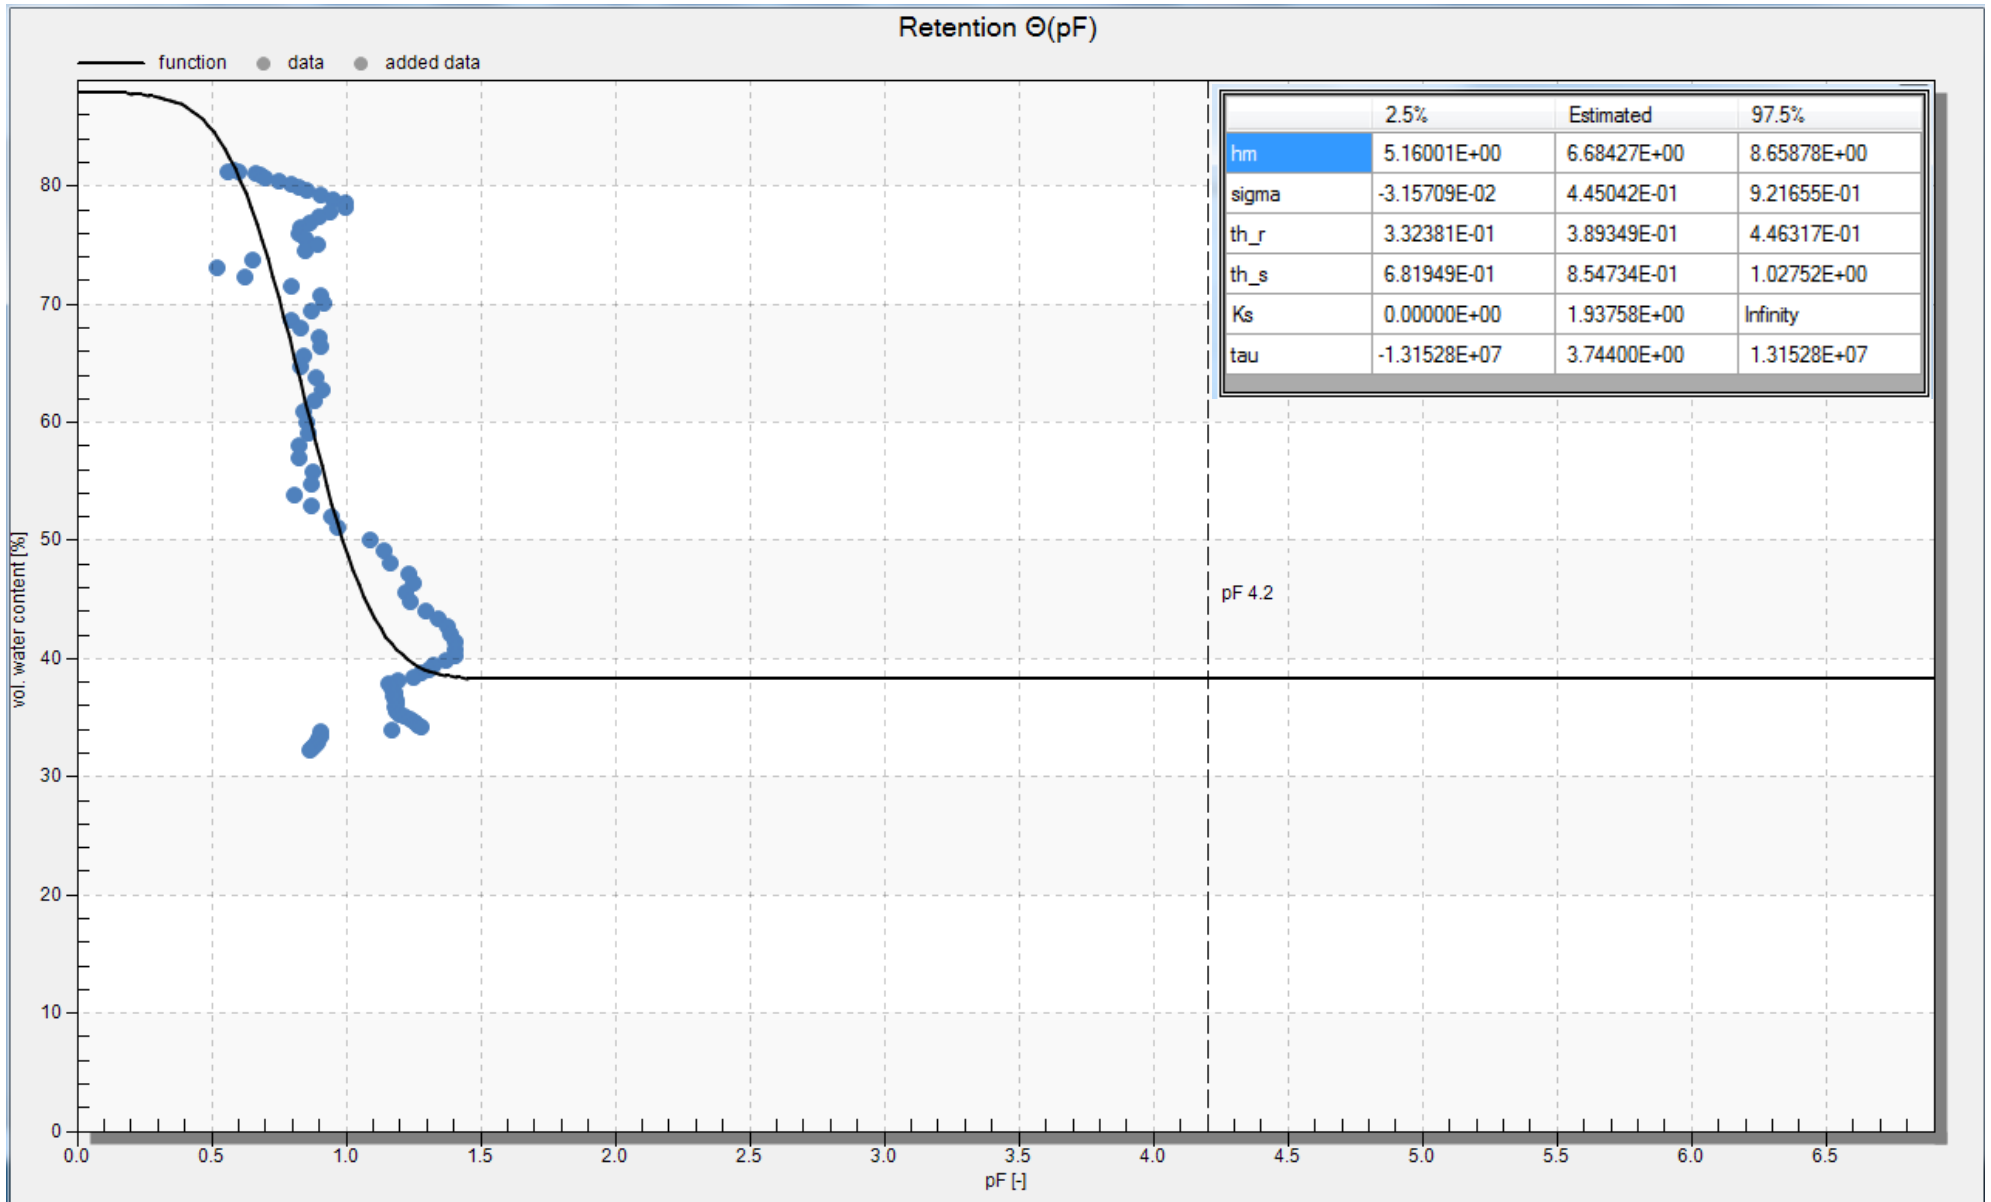 Retention Θ(pF)
function data added data
2.5% Estimated 97.5%
hm 5.16001E+00 6.68427E+00 8.65878E+00
sigma -3.15709E-02 4.45042E-01 9.21655E-01
th_r 3.32381E-01 3.89349E-01 4.46317E-01
th_s 6.81949E-01 8.54734E-01 1.02752E+00
Ks 0.00000E+00 1.93758E+00 Infinity
tau -1.31528E+07 3.74400E+00 1.31528E+07
80
70
60
50
40
30
20
10
0
vol. water content [%]
pF 4.2
0.0 0.5 1.0 1.5 2.0 2.5 3.0 3.5 4.0 4.5 5.0 5.5 6.0 6.5
pF [-]